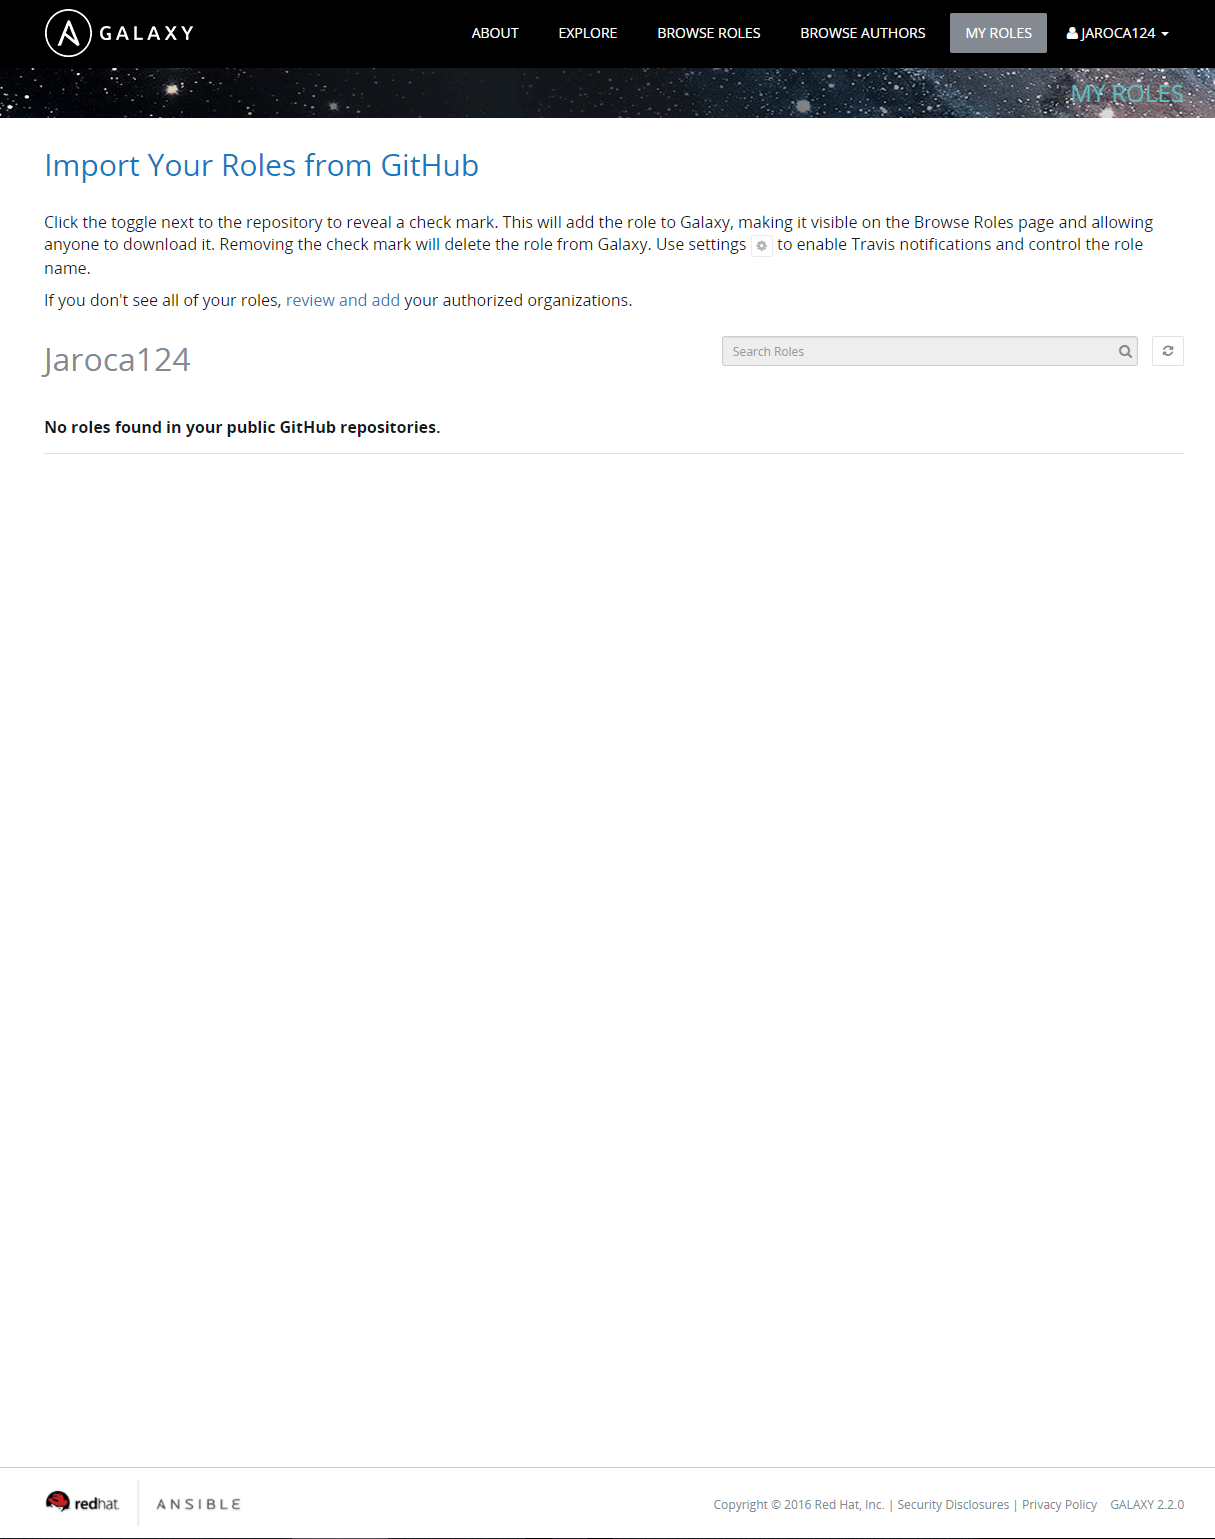 GALAXY
ABOUT EXPLORE BROWSE ROLES BROWSE AUTHORS MY ROLES JAROCA124
MY ROLES
Import Your Roles from GitHub
Click the toggle next to the repository to reveal a check mark. This will add the role to Galaxy, making it visible on the Browse Roles page and allowing
anyone to download it. Removing the check mark will delete the role from Galaxy. Use settings to enable Travis notifications and control the role
name.
If you don't see all of your roles, review and add your authorized organizations.
Jaroca124
Search Roles
No roles found in your public GitHub repositories.
redhat. ANSIBLE
Copyright © 2016 Red Hat, Inc. | Security Disclosures | Privacy Policy GALAXY 2.2.0